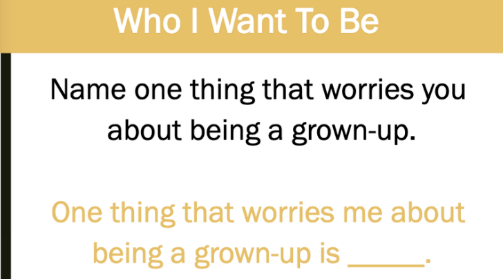 Who I Want To Be
Name one thing that worries you
about being a grown-up.
One thing that worries me about
being a grown-up is ______.